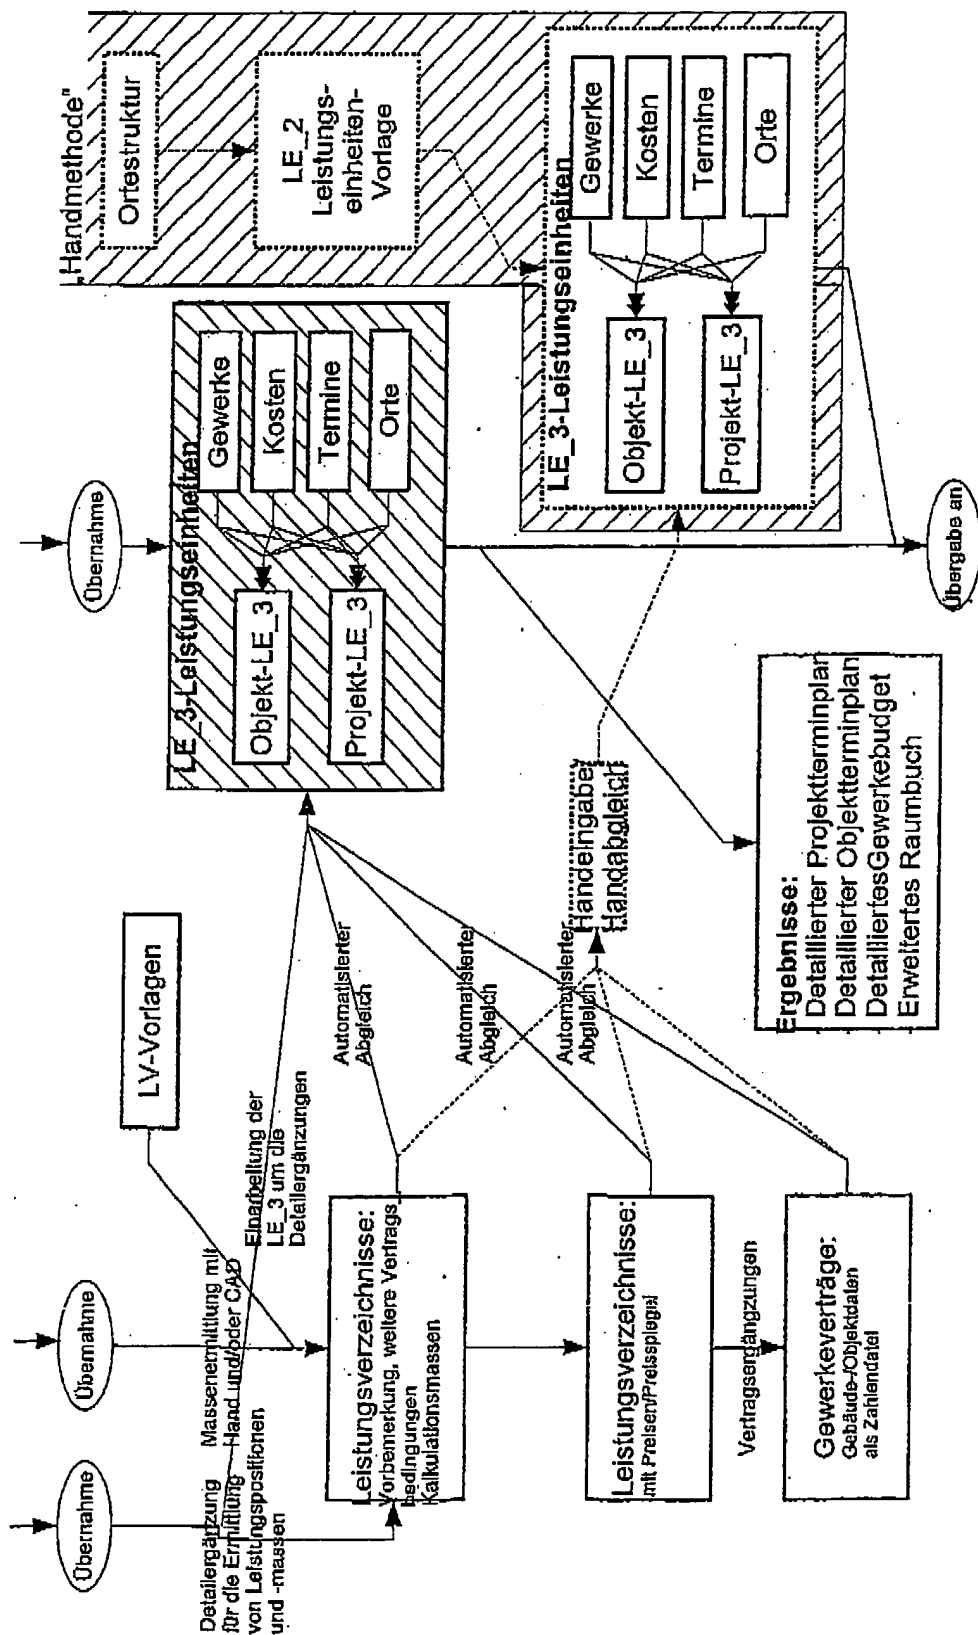 Übernahme
Übernahme
Übernahme
„Handmethode"
Detailergänzung
für die Ermittlung
von Leistungspositionen
und -massen
Massenermittlung mit
Hand und/oder CAD
LV-Vorlagen
Einarbeitung der
LE_3 um die
Detailergänzungen
LE_3-Leistungseinheiten
Objekt-LE_3
Projekt-LE_3
Gewerke
Kosten
Termine
Orte
Ortestruktur
LE_2
Leistungs-
einheiten-
Vorlage
Leistungsverzeichnisse:
Vorbemerkung, weitere Vertrags
bedingungen
Kalkulationsmassen
Automatisierter
Abgleich
Automatisierter
Abgleich
Automatisierter
Abgleich
Leistungsverzeichnisse:
mit Preisen/Preisspiegel
Vertragsergängzungen
Gewerkeverträge:
Gebäude-/Objektdaten
als Zahlendatei
Handeingabe
Handabgleich
LE_3-Leistungseinheiten
Objekt-LE_3
Projekt-LE_3
Gewerke
Kosten
Termine
Orte
Ergebnisse:
Detaillierter Projektterminplan
Detaillierter Objektterminplan
DetailliertesGewerkebudget
Erweitertes Raumbuch
Übergabe an